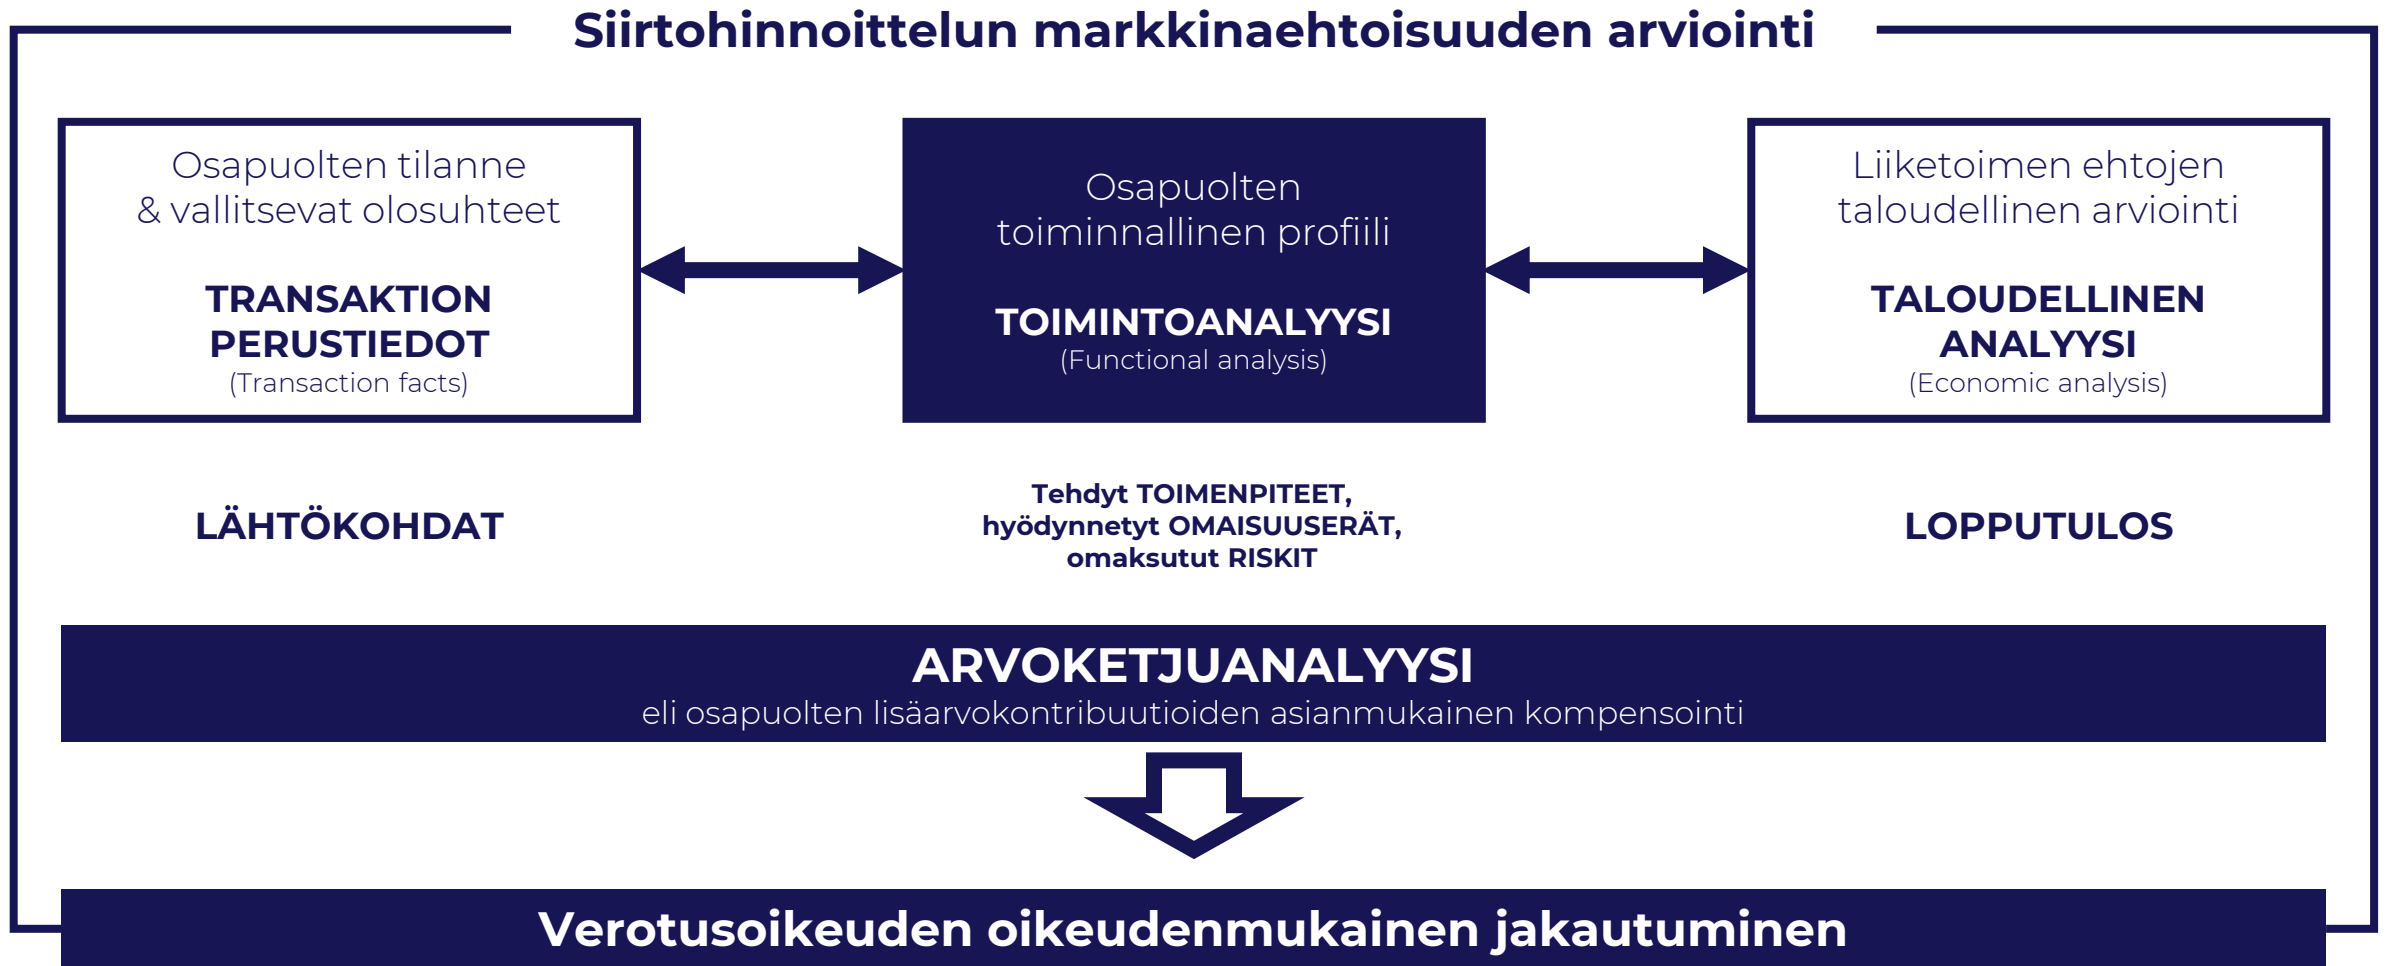 Siirtohinnoittelun markkinaehtoisuuden arviointi
Osapuolten tilanne
& vallitsevat olosuhteet
TRANSAKTION
PERUSTIEDOT
(Transaction facts)
Osapuolten
toiminnallinen profiili
TOIMINTOANALYYSI
(Functional analysis)
Liiketoimen ehtojen
taloudellinen arviointi
TALOUDELLINEN
ANALYYSI
(Economic analysis)
LÄHTÖKOHDAT
Tehdyt TOIMENPITEET,
hyödynnetyt OMAISUUSERÄT,
omaksutut RISKIT
LOPPUTULOS
ARVOKETJUANALYYSI
eli osapuolten lisäarvokontribuutioiden asianmukainen kompensointi
Verotusoikeuden oikeudenmukainen jakautuminen